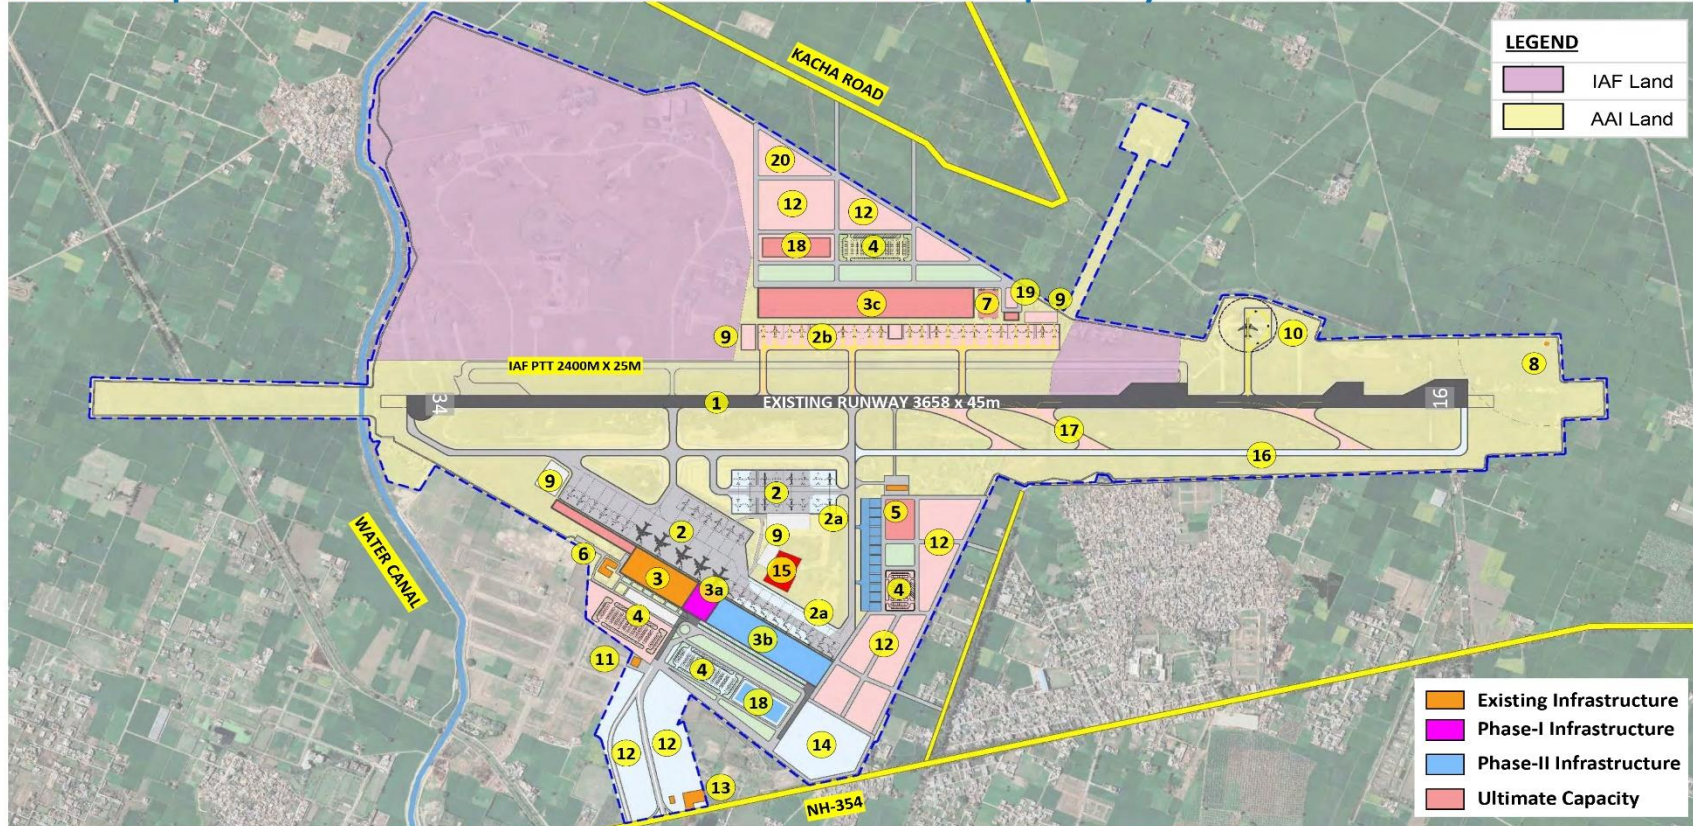 LEGEND
IAF Land
AAI Land
KACHA ROAD
20
12
12
18
4
3c
7
19
9
9
2b
10
8
IAF PTT 2400M X 25M
34
1
EXISTING RUNWAY 3658 x 45m
16
17
16
9
2
2
2a
5
9
12
WATER CANAL
6
3
3a
15
4
4
2a
3b
12
11
4
18
14
12
12
13
NH-354
Existing Infrastructure
Phase-I Infrastructure
Phase-II Infrastructure
Ultimate Capacity